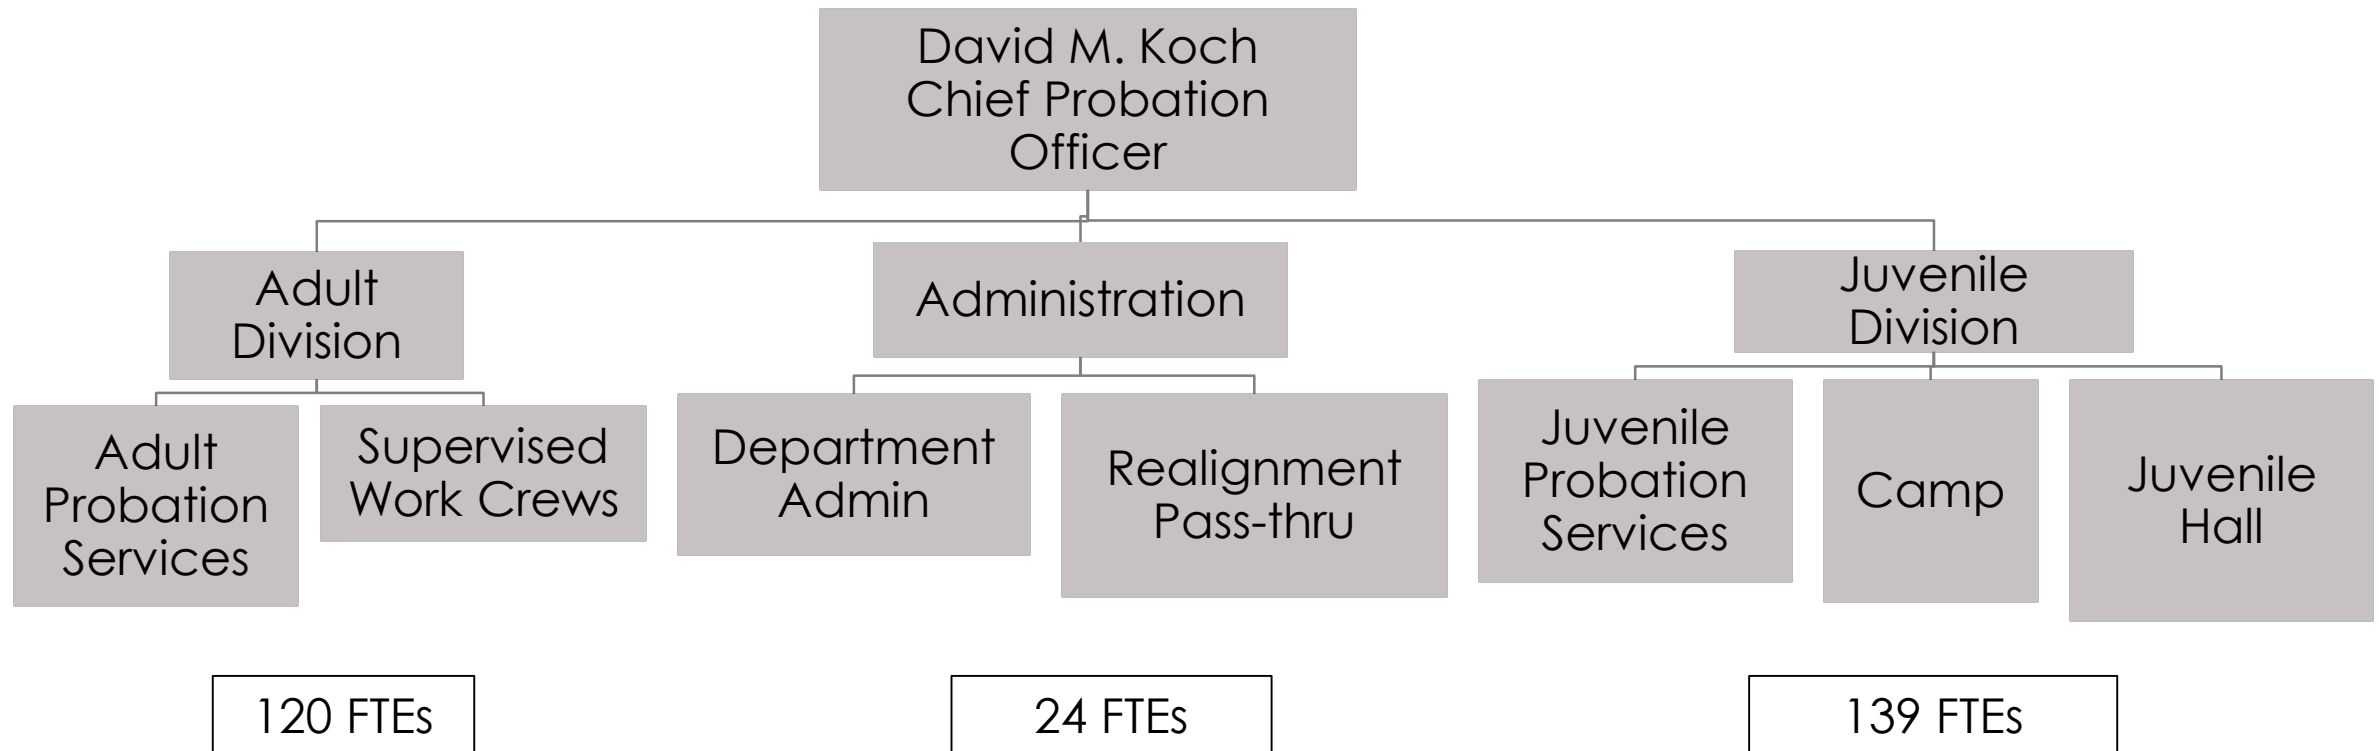 David M. Koch
Chief Probation
Officer
Adult
Division
Administration
Juvenile
Division
Adult
Probation
Services
Supervised
Work Crews
Department
Admin
Realignment
Pass-thru
Juvenile
Probation
Services
Camp
Juvenile
Hall
120 FTEs
24 FTEs
139 FTEs